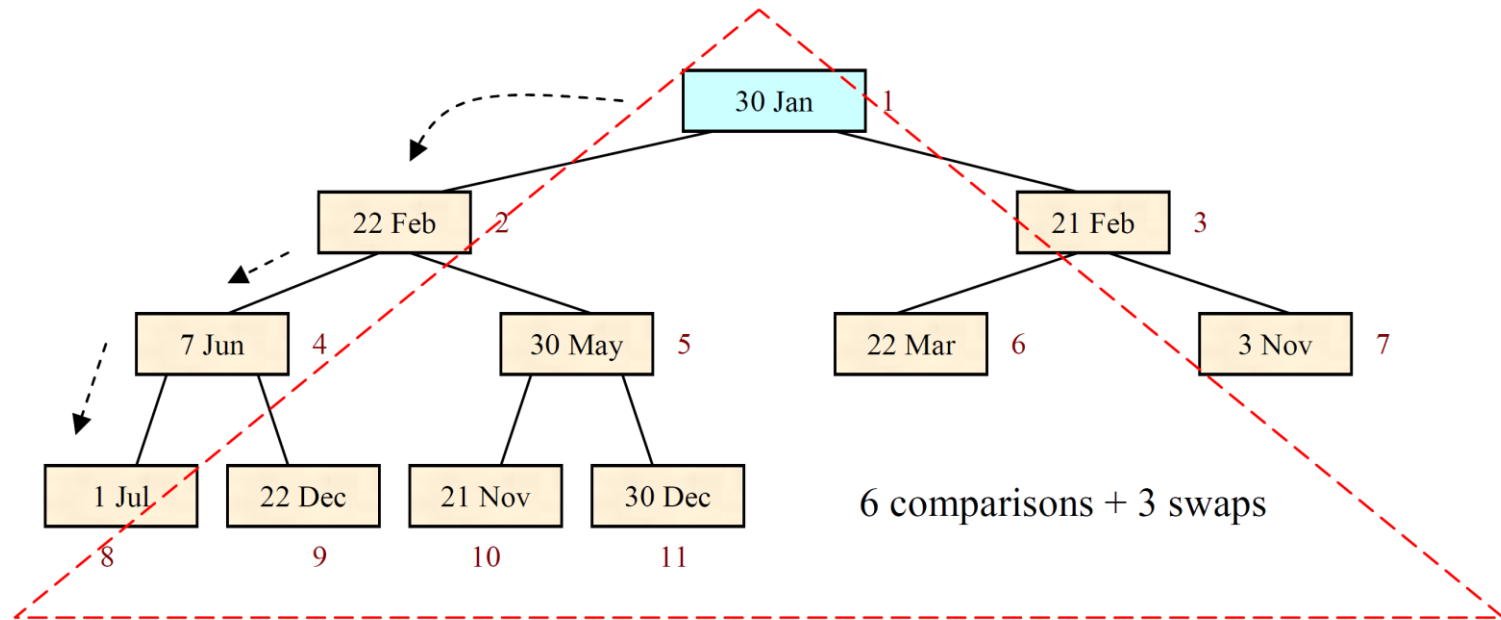 30 Jan 1
22 Feb 2 21 Feb 3
7 Jun 4 30 May 5 22 Mar 6 3 Nov 7
1 Jul 22 Dec 21 Nov 30 Dec
6 comparisons + 3 swaps
8 9 10 11